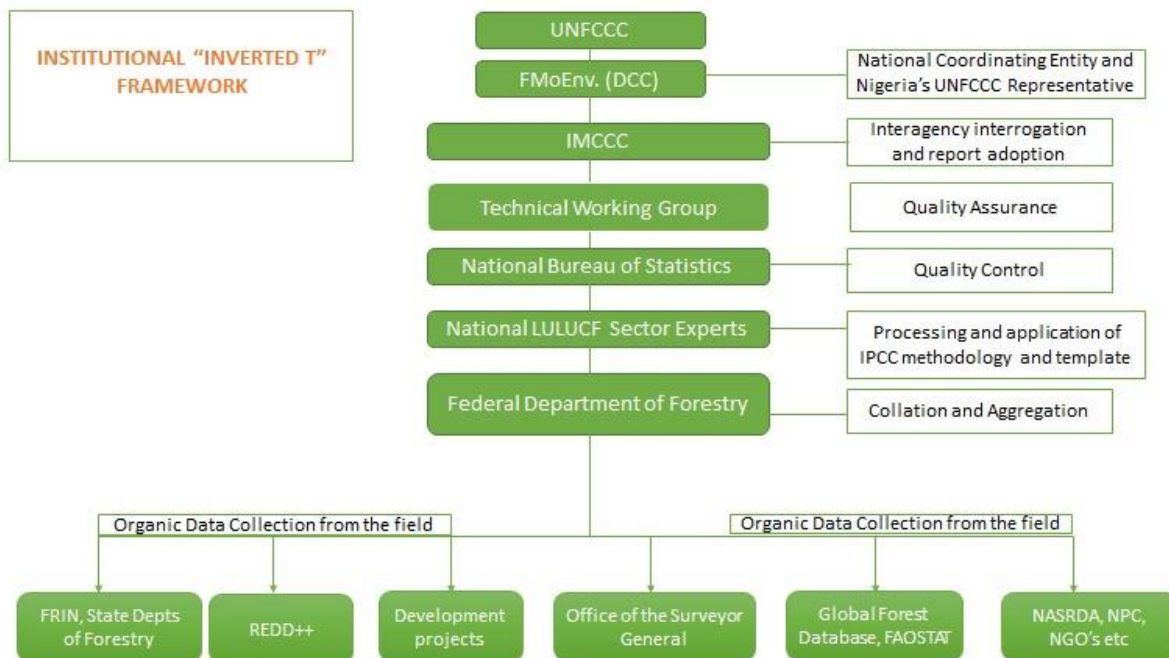 INSTITUTIONAL “INVERTED T”
FRAMEWORK
UNFCCC
FMoEnv. (DCC)
National Coordinating Entity and
Nigeria’s UNFCCC Representative
IMCCC
Interagency interrogation
and report adoption
Technical Working Group
Quality Assurance
National Bureau of Statistics
Quality Control
National LULUCF Sector Experts
Processing and application of
IPCC methodology and template
Federal Department of Forestry
Collation and Aggregation
Organic Data Collection from the field
Organic Data Collection from the field
FRIN, State Depts
of Forestry
REDD++
Development
projects
Office of the Surveyor
General
Global Forest
Database, FAOSTAT
NASRDA, NPC,
NGO’s etc